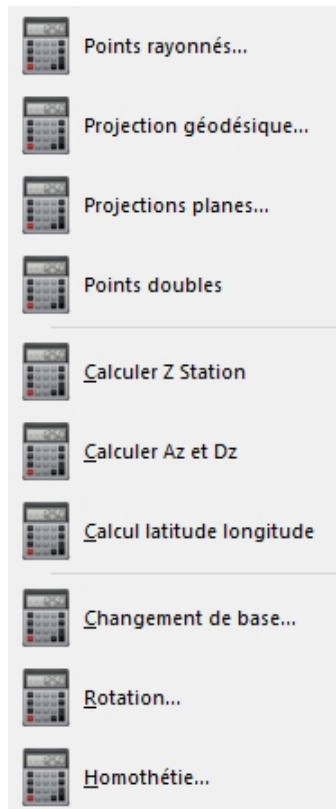 Points rayonnés...
Projection géodésique...
Projections planes...
Points doubles
Calculer Z Station
Calculer Az et Dz
Calcul latitude longitude
Changement de base...
Rotation...
Homothétie...